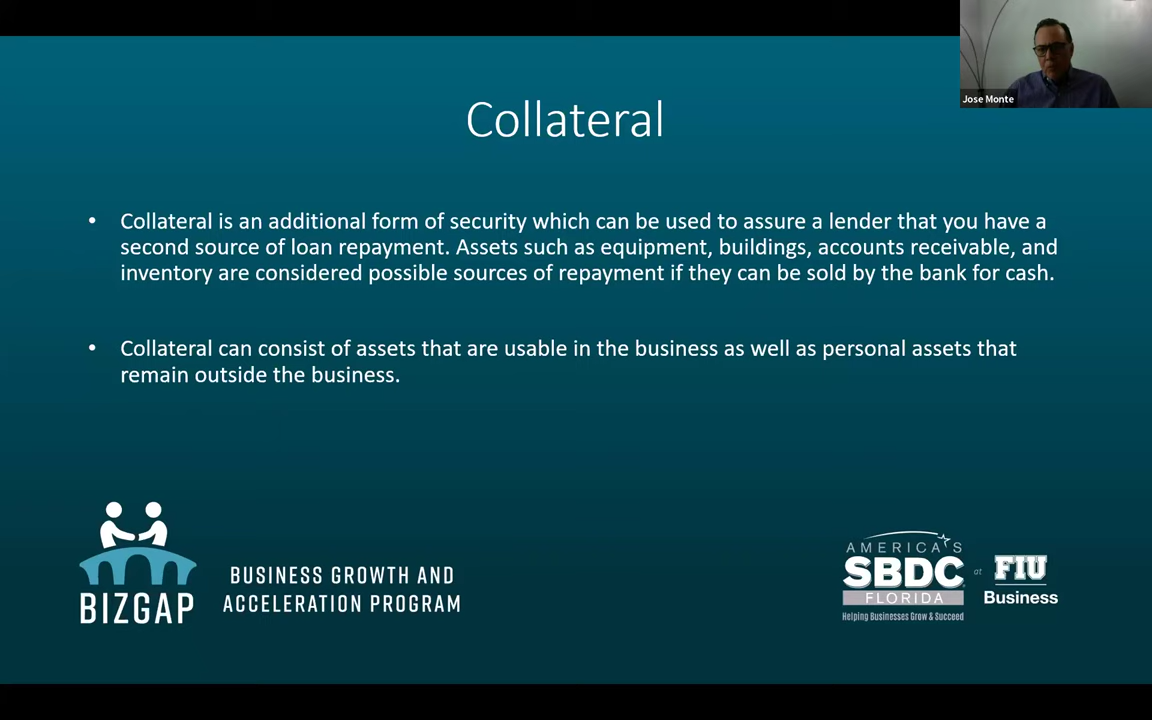 Jose Monte
Collateral
• Collateral is an additional form of security which can be used to assure a lender that you have a
second source of loan repayment. Assets such as equipment, buildings, accounts receivable, and
inventory are considered possible sources of repayment if they can be sold by the bank for cash.
• Collateral can consist of assets that are usable in the business as well as personal assets that
remain outside the business.
BIZGAP
BUSINESS GROWTH AND
ACCELERATION PROGRAM
AMERICA'S
SBDC
FLORIDA
Helping Businesses Grow & Succeed
at
FIU
Business